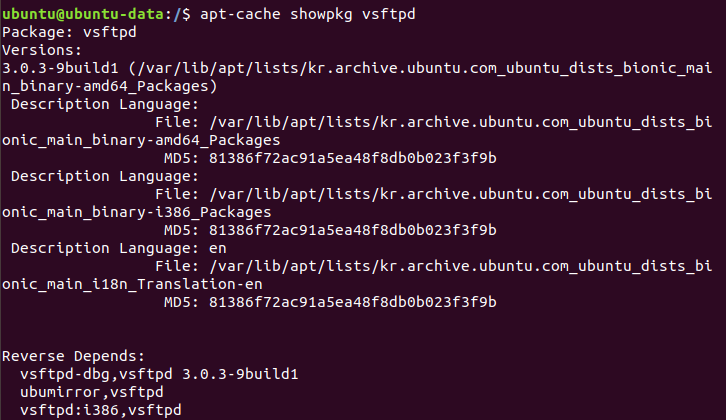 ubuntu@ubuntu-data:/$ apt-cache showpkg vsftpd
Package: vsftpd
Versions:
3.0.3-9build1 (/var/lib/apt/lists/kr.archive.ubuntu.com_ubuntu_dists_bionic_mai
n_binary-amd64_Packages)
 Description Language:
                 File: /var/lib/apt/lists/kr.archive.ubuntu.com_ubuntu_dists_bi
onic_main_binary-amd64_Packages
                  MD5: 81386f72ac91a5ea48f8db0b023f3f9b
 Description Language:
                 File: /var/lib/apt/lists/kr.archive.ubuntu.com_ubuntu_dists_bi
onic_main_binary-i386_Packages
                  MD5: 81386f72ac91a5ea48f8db0b023f3f9b
 Description Language: en
                 File: /var/lib/apt/lists/kr.archive.ubuntu.com_ubuntu_dists_bi
onic_main_i18n_Translation-en
                  MD5: 81386f72ac91a5ea48f8db0b023f3f9b
Reverse Depends:
  vsftpd-dbg,vsftpd 3.0.3-9build1
  ubumirror,vsftpd
  vsftpd:i386,vsftpd